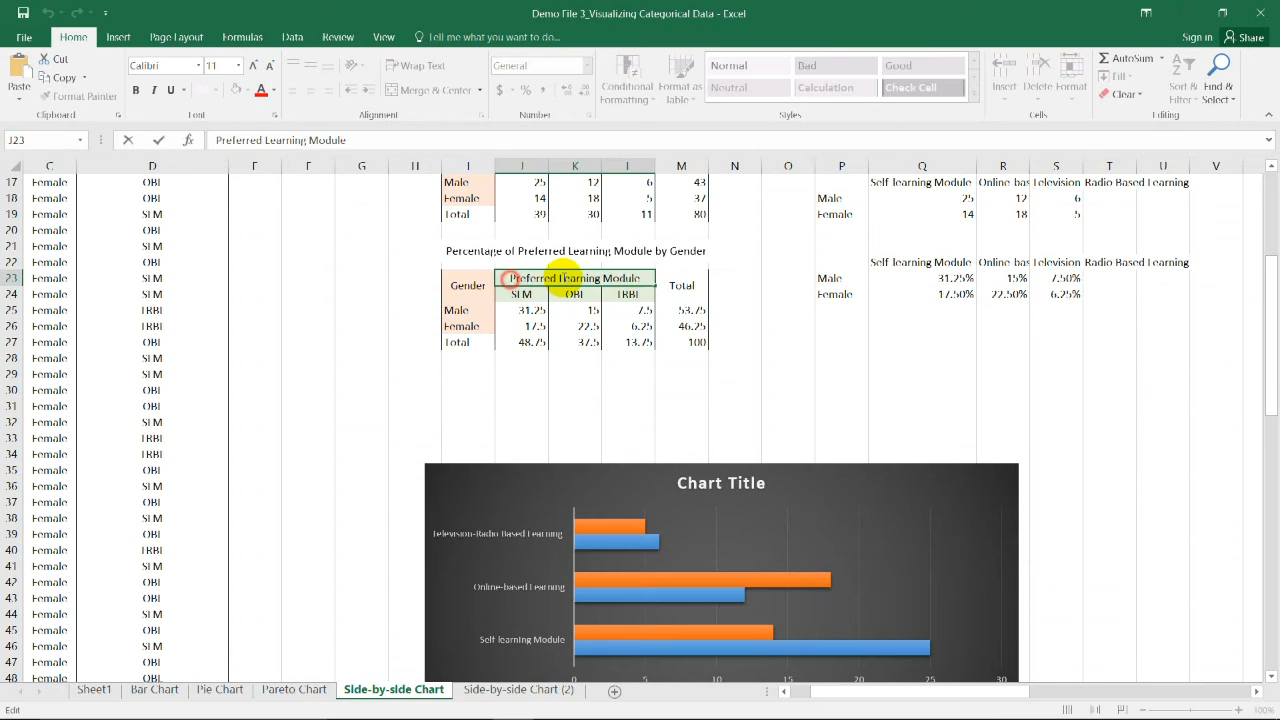 Demo File 3_Visualizing Categorical Data - Excel
File Home Insert Page Layout Formulas Data Review View Tell me what you want to do... Sign in Share
Paste Cut Copy Format Painter Calibri 11 Wrap Text Merge & Center General Conditional Formatting Format as Table Normal Bad Good Neutral Calculation Check Cell Insert Delete Format AutoSum Fill Clear Sort & Filter Find & Select
Clipboard Font Alignment Number Styles Cells Editing
J23 Preferred Learning Module
C D E F G H I J K L M N O P Q R S T U V
17 Female OBL Male 25 12 6 43 Self learning Module Online-bas Television Radio Based Learning
18 Female OBL Female 14 18 5 37 Male 25 12 6
19 Female SLM Total 39 30 11 80 Female 14 18 5
20 Female OBL
21 Female SLM Percentage of Preferred Learning Module by Gender
22 Female OBL Self learning Module Online-bas Television Radio Based Learning
23 Female SLM Gender Preferred Learning Module Total Male 31.25% 15% 7.50%
24 Female OBL SLM OBL TRBL Female 17.50% 22.50% 6.25%
25 Female TRBL Male 31.25 15 7.5 53.75
26 Female TRBL Female 17.5 22.5 6.25 46.25
27 Female OBL Total 48.75 37.5 13.75 100
28 Female SLM
29 Female SLM
30 Female OBL
31 Female OBL
32 Female SLM
33 Female TRBL
34 Female TRBL
35 Female OBL
36 Female SLM
37 Female OBL
38 Female SLM
39 Female OBL
40 Female TRBL
41 Female SLM
42 Female OBL
43 Female OBL
44 Female SLM
45 Female OBL
46 Female SLM
47 Female OBL
48 Female SLM
Chart Title
Television-Radio Based Learning
Online-based Learning
Self learning Module
0 5 10 15 20 25 30
Sheet1 Bar Chart Pie Chart Pareto Chart Side-by-side Chart Side-by-side Chart (2)
Edit 100%